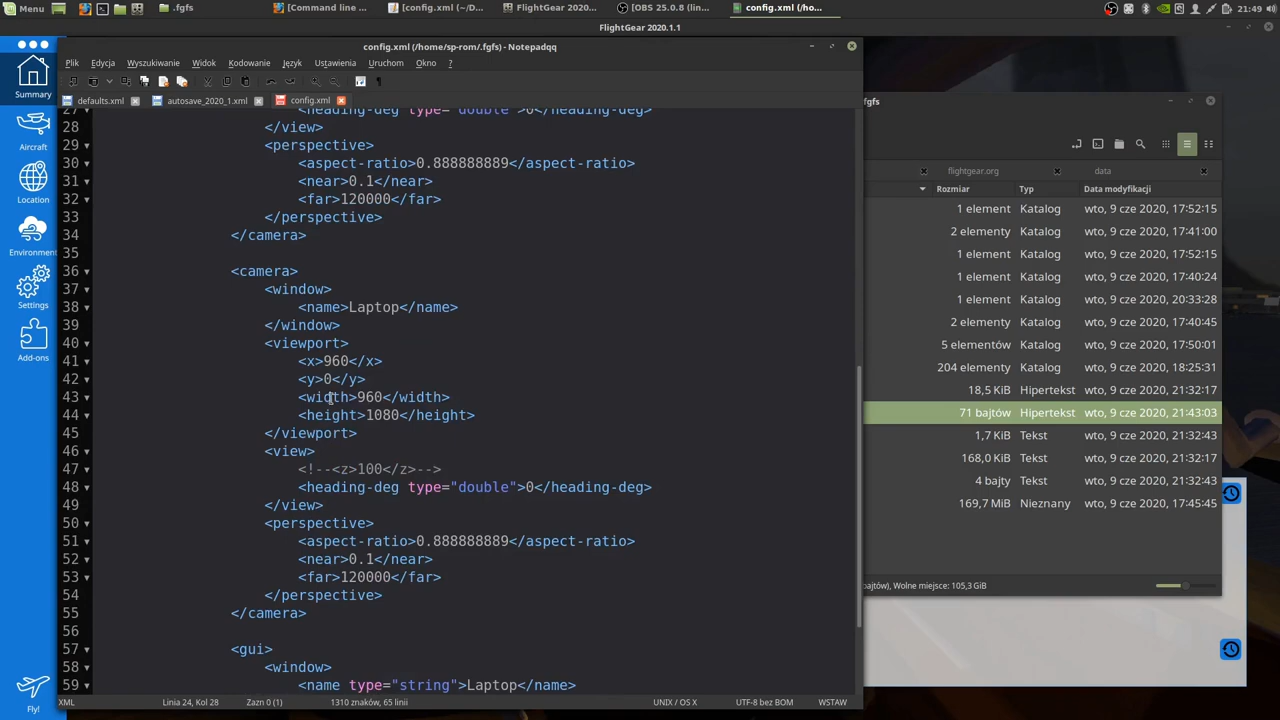 Menu
.fgfs
[Command line ...
[config.xml (~/D...
FlightGear 2020....
[OBS 25.0.8 (lin...
config.xml (/ho...
21:49
FlightGear 2020.1.1
Summary
Aircraft
Location
Environment
Settings
Add-ons
Fly!
config.xml (/home/sp-rom/.fgfs) - Notepadqq
Plik Edycja Wyszukiwanie Widok Kodowanie Język Ustawienia Uruchom Okno ?
defaults.xml autosave_2020_1.xml config.xml
27 <heading-deg type="double">0</heading-deg>
28 </view>
29 <perspective>
30 <aspect-ratio>0.888888889</aspect-ratio>
31 <near>0.1</near>
32 <far>120000</far>
33 </perspective>
34 </camera>
35
36 <camera>
37 <window>
38 <name>Laptop</name>
39 </window>
40 <viewport>
41 <x>960</x>
42 <y>0</y>
43 <width>960</width>
44 <height>1080</height>
45 </viewport>
46 <view>
47 <!--<z>100</z>-->
48 <heading-deg type="double">0</heading-deg>
49 </view>
50 <perspective>
51 <aspect-ratio>0.888888889</aspect-ratio>
52 <near>0.1</near>
53 <far>120000</far>
54 </perspective>
55 </camera>
56
57 <gui>
58 <window>
59 <name type="string">Laptop</name>
XML Linia 24, Kol 28 Zazn 0 (1) 1310 znaków, 65 linii UNIX / OS X UTF-8 bez BOM WSTAW
fgfs
flightgear.org data
Rozmiar Typ Data modyfikacji
1 element Katalog wto, 9 cze 2020, 17:52:15
2 elementy Katalog wto, 9 cze 2020, 17:41:00
1 element Katalog wto, 9 cze 2020, 17:52:15
1 element Katalog wto, 9 cze 2020, 17:40:24
1 element Katalog wto, 9 cze 2020, 20:33:28
2 elementy Katalog wto, 9 cze 2020, 17:40:45
5 elementów Katalog wto, 9 cze 2020, 17:50:01
204 elementy Katalog wto, 9 cze 2020, 18:25:31
18,5 KiB Hipertekst wto, 9 cze 2020, 21:32:17
71 bajtów Hipertekst wto, 9 cze 2020, 21:43:03
1,7 KiB Tekst wto, 9 cze 2020, 21:32:43
168,0 KiB Tekst wto, 9 cze 2020, 21:32:17
4 bajty Tekst wto, 9 cze 2020, 21:32:43
169,7 MiB Nieznany wto, 9 cze 2020, 17:45:45
bajtów), Wolne miejsce: 105,3 GiB